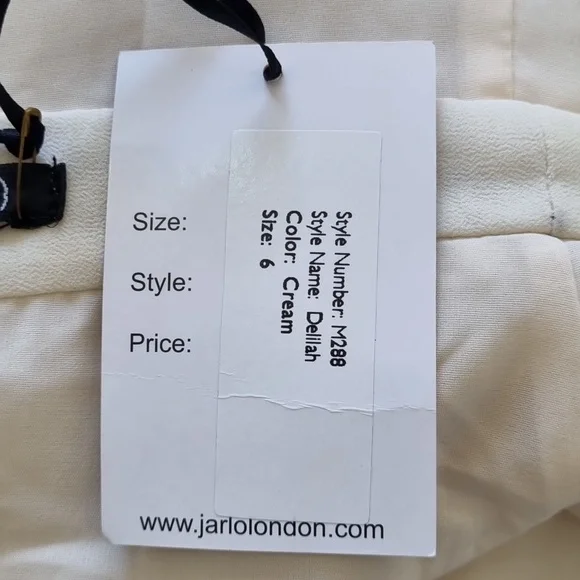 Size:
Style:
Price:
Style Number: M288
Style Name: Delilah
Color: Cream
Size: 6
www.jarlolondon.com